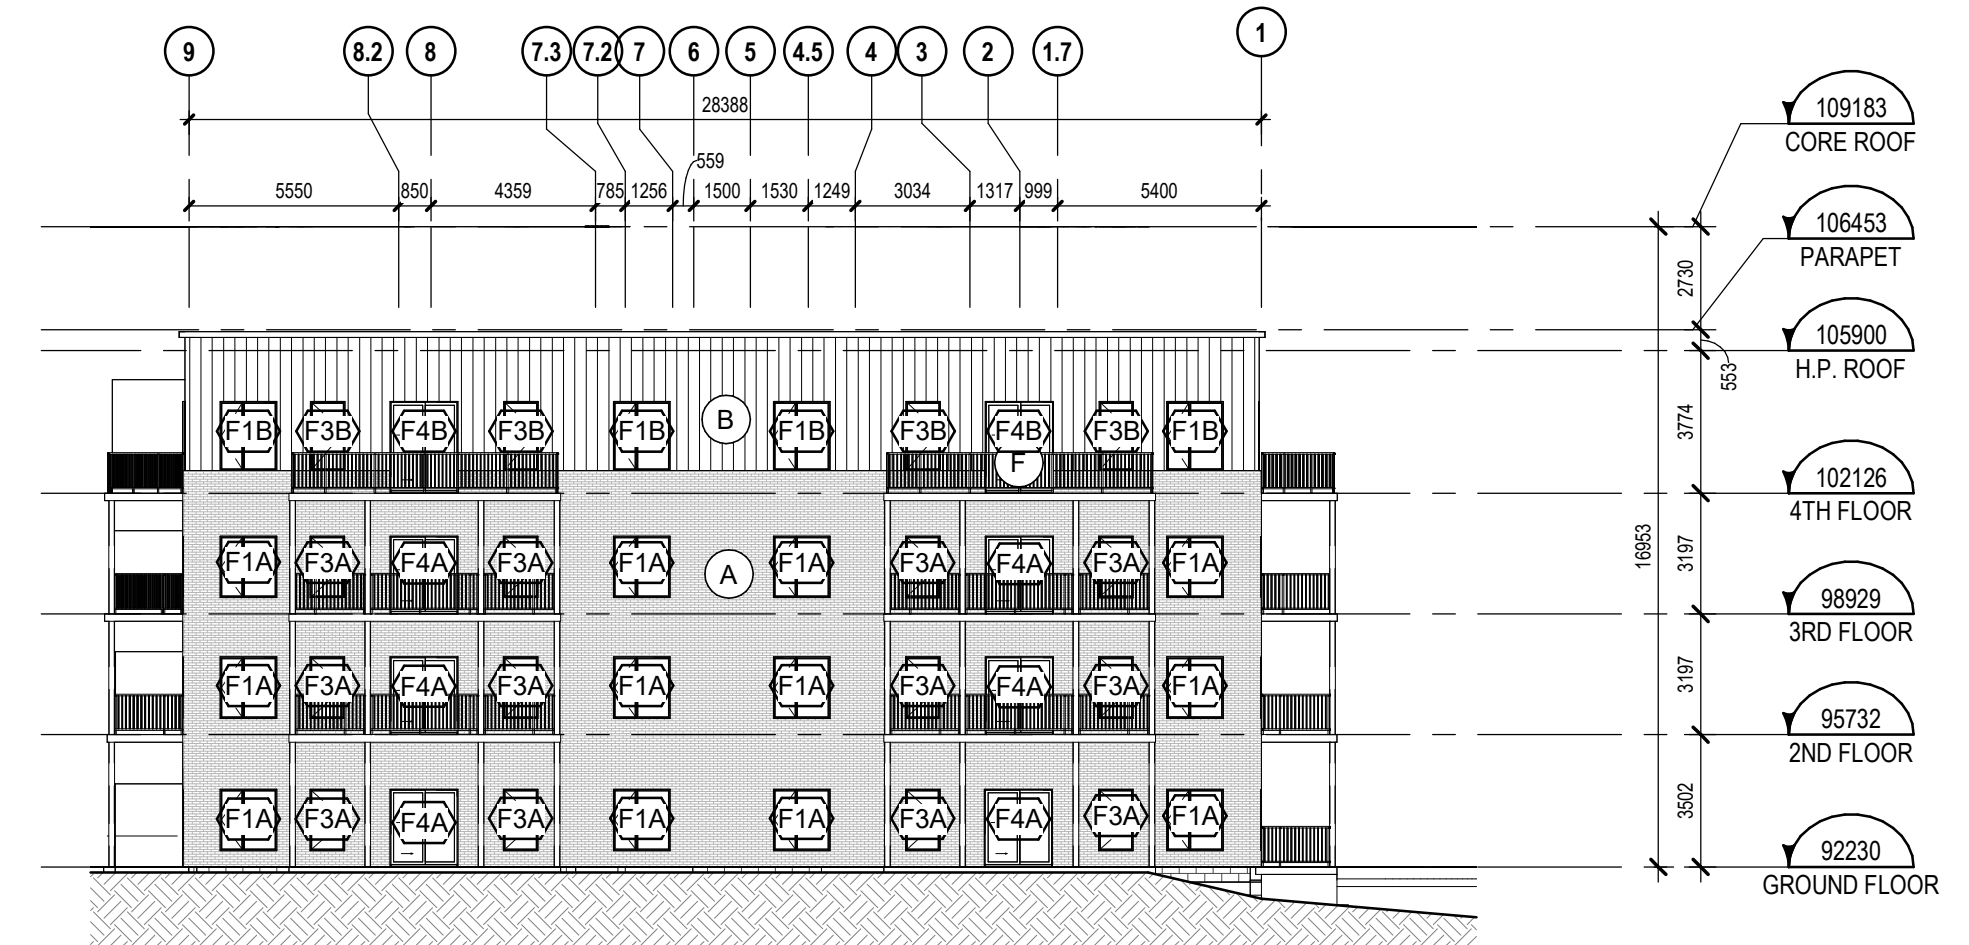 9 8.2 8 7.3 7.2 7 6 5 4.5 4 3 2 1.7 1
28388
559
5550 850 4359 785 1256 1500 1530 1249 3034 1317 999 5400
109183
CORE ROOF
106453
PARAPET
105900
H.P. ROOF
102126
4TH FLOOR
98929
3RD FLOOR
95732
2ND FLOOR
92230
GROUND FLOOR
2730
553
3774
3197
3197
3502
16953
F1B F3B F4B F3B F1B B F1B F3B F4B F3B F1B
F
F1A F3A F4A F3A F1A A F1A F3A F4A F3A F1A
F1A F3A F4A F3A F1A F1A F3A F4A F3A F1A
F1A F3A F4A F3A F1A F1A F3A F4A F3A F1A